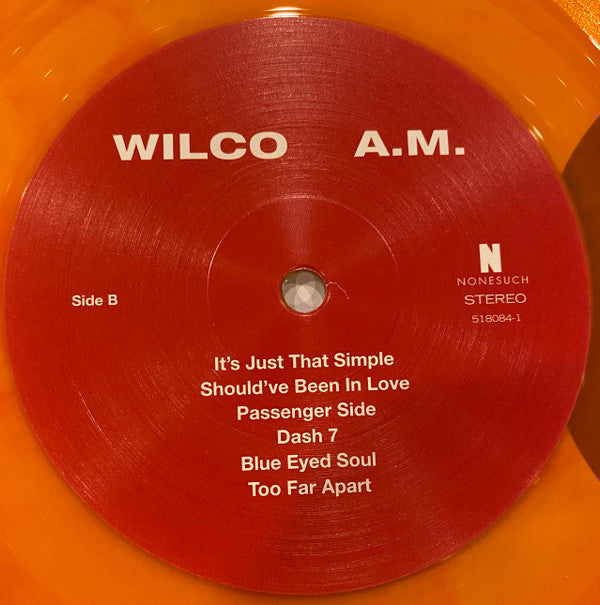 WILCO A.M.
Side B
N
NONESUCH
STEREO
518084-1
It's Just That Simple
Should've Been In Love
Passenger Side
Dash 7
Blue Eyed Soul
Too Far Apart